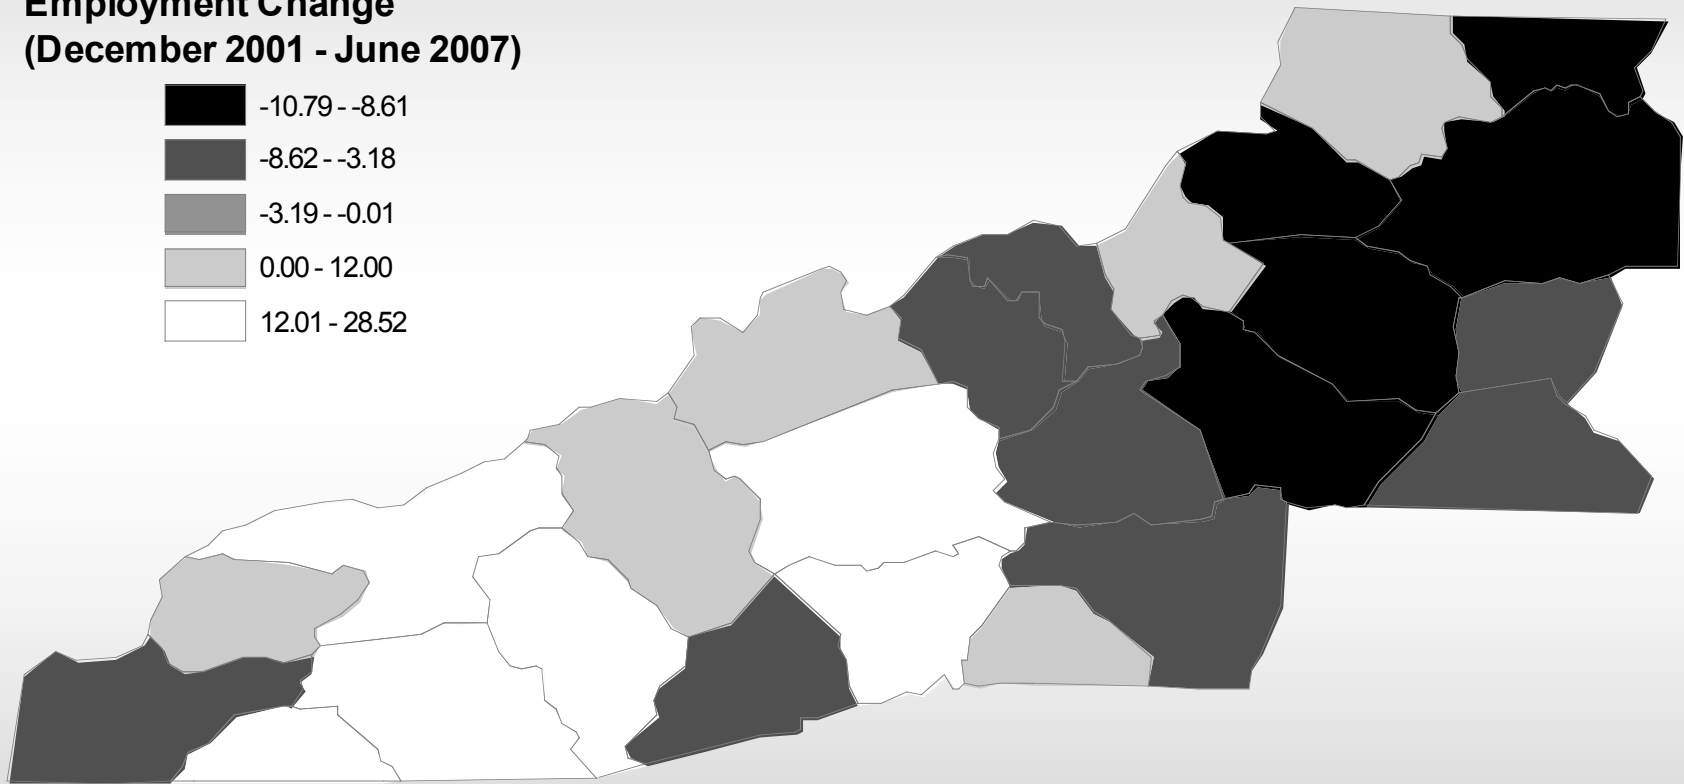 Employment Change
(December 2001 - June 2007)
-10.79 - -8.61
-8.62 - -3.18
-3.19 - -0.01
0.00 - 12.00
12.01 - 28.52